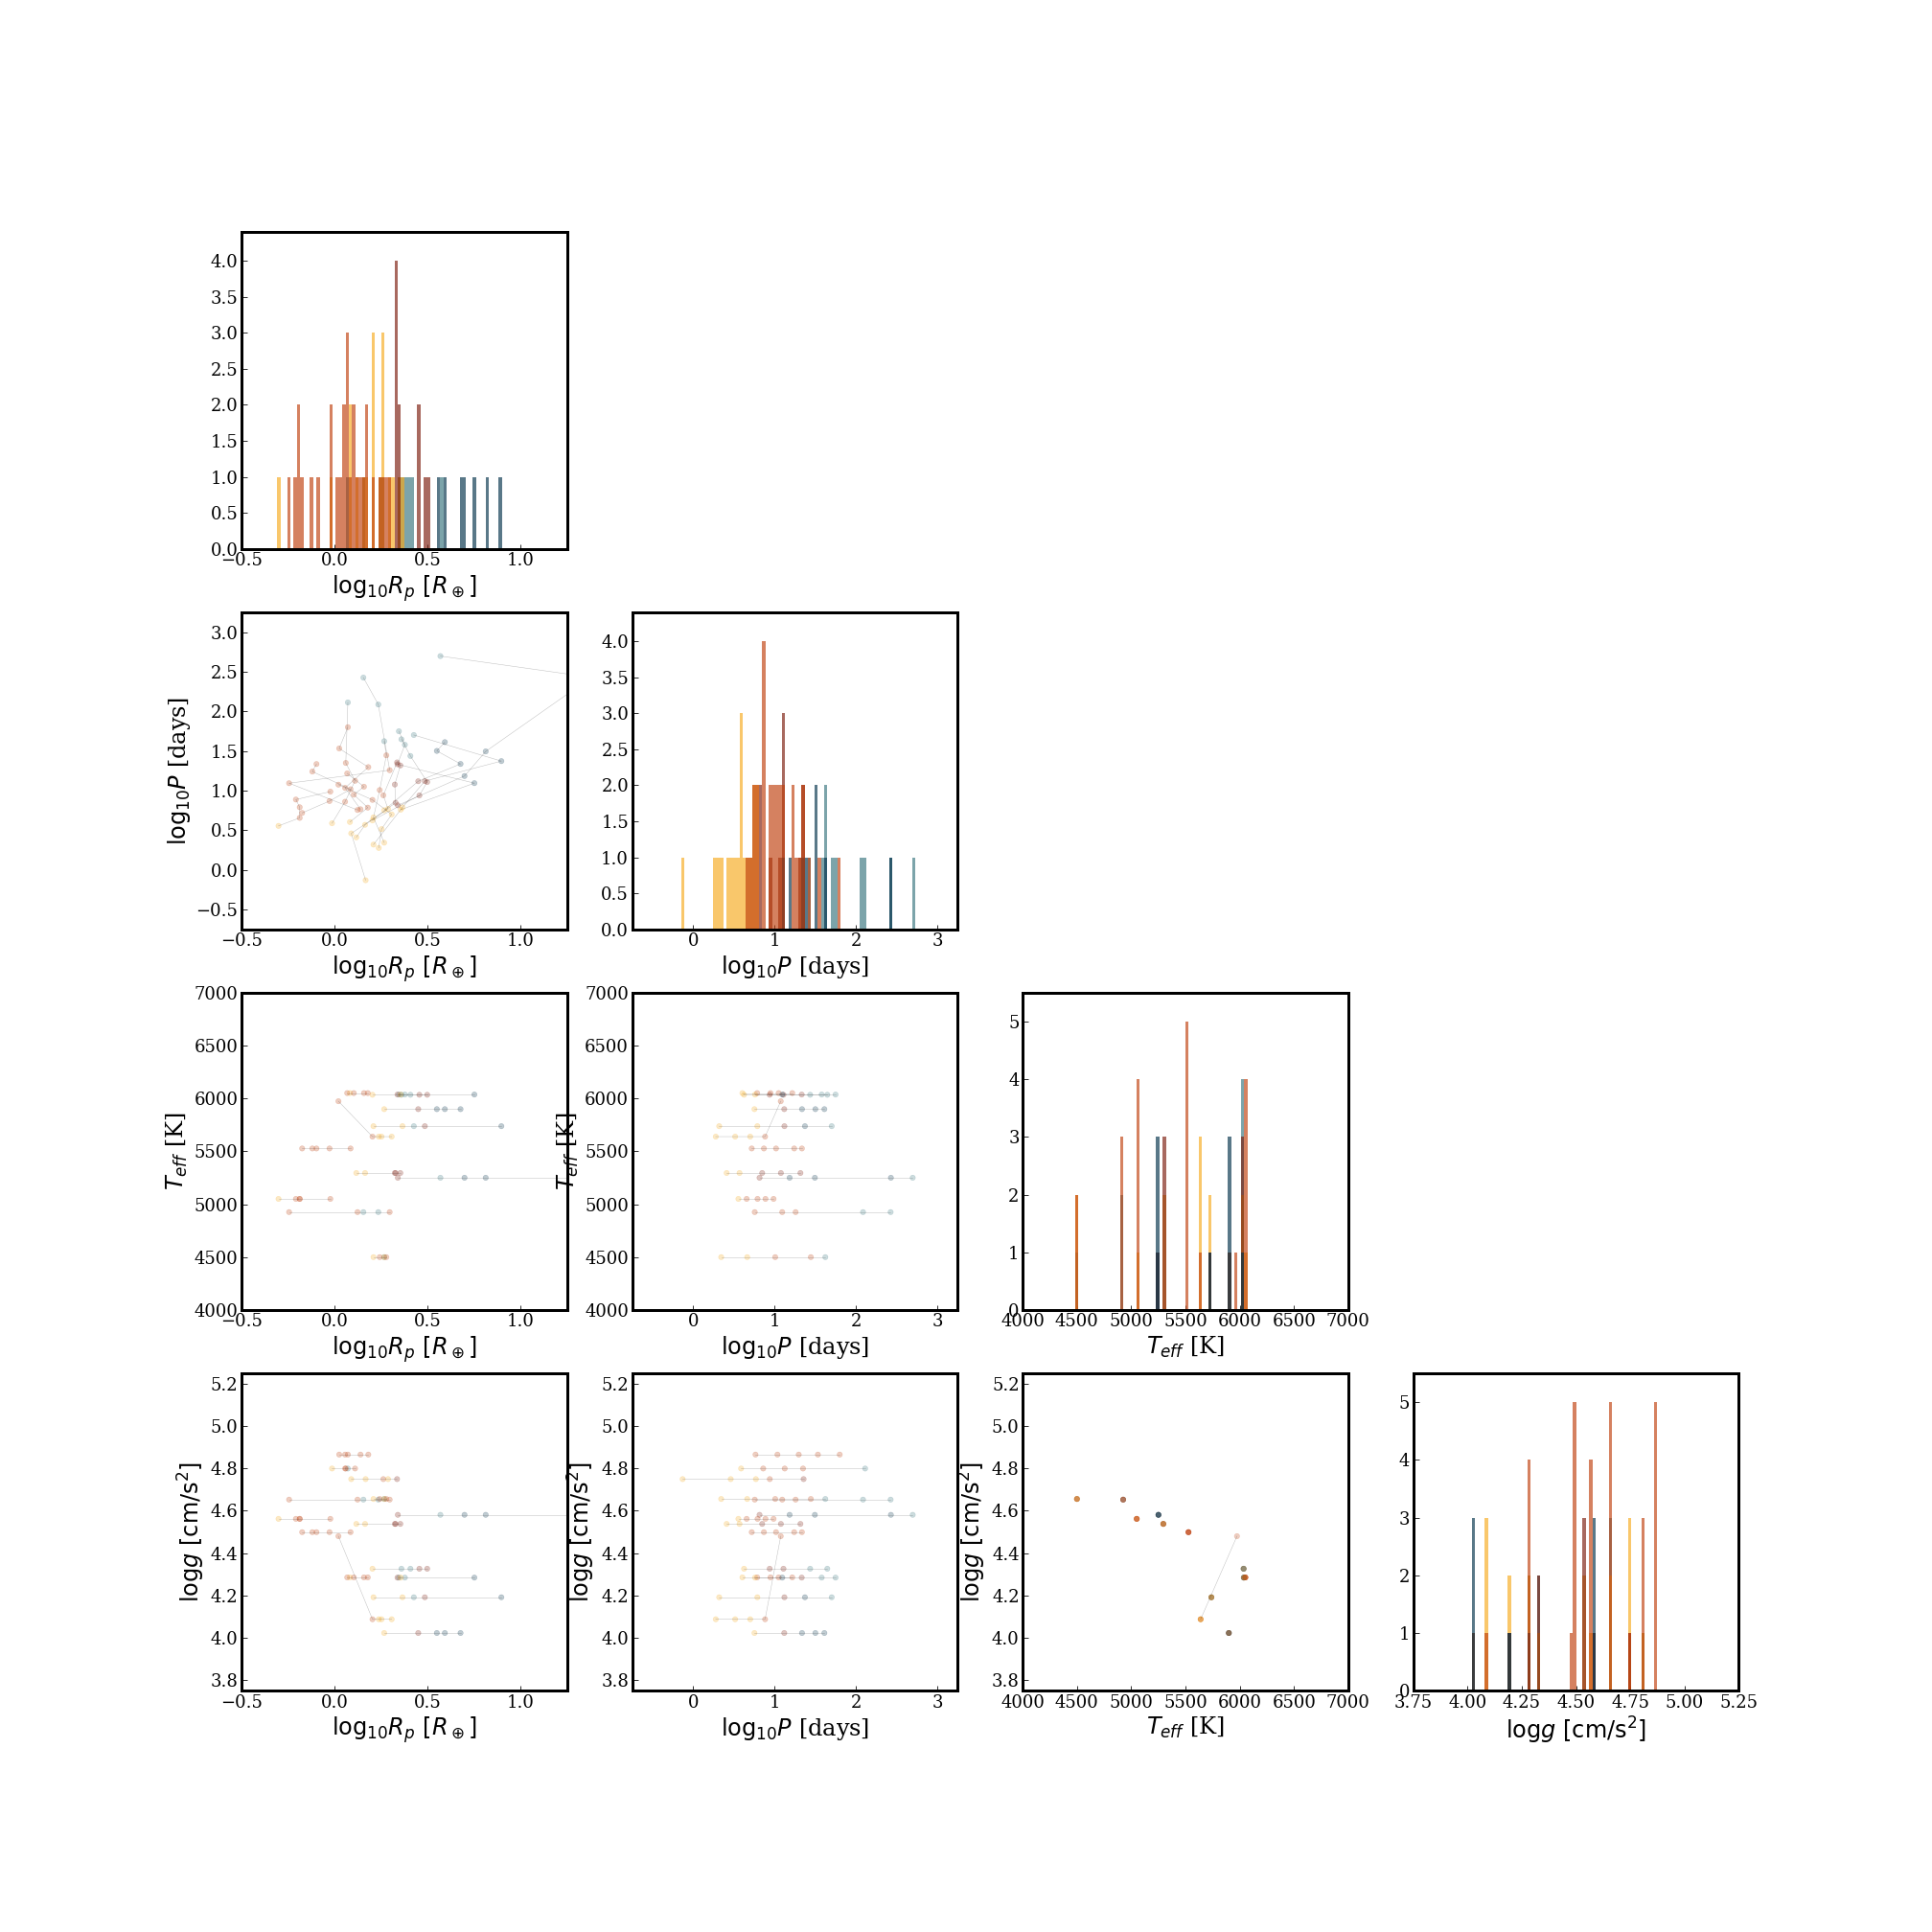 4.0
3.5
3.0
2.5
2.0
1.5
1.0
0.5
0.0
−0.5 0.0 0.5 1.0
log₁₀Rₚ [R⊕]
3.0
2.5
2.0
1.5
1.0
0.5
0.0
−0.5
log₁₀P [days]
−0.5 0.0 0.5 1.0
log₁₀Rₚ [R⊕]
4.0
3.5
3.0
2.5
2.0
1.5
1.0
0.5
0.0
0 1 2 3
log₁₀P [days]
7000
6500
6000
5500
5000
4500
4000
T_eff [K]
−0.5 0.0 0.5 1.0
log₁₀Rₚ [R⊕]
7000
6500
6000
5500
5000
4500
4000
T_eff [K]
0 1 2 3
log₁₀P [days]
5
4
3
2
1
0
4000 4500 5000 5500 6000 6500 7000
T_eff [K]
5.2
5.0
4.8
4.6
4.4
4.2
4.0
3.8
logg [cm/s²]
−0.5 0.0 0.5 1.0
log₁₀Rₚ [R⊕]
5.2
5.0
4.8
4.6
4.4
4.2
4.0
3.8
logg [cm/s²]
0 1 2 3
log₁₀P [days]
5.2
5.0
4.8
4.6
4.4
4.2
4.0
3.8
logg [cm/s²]
4000 4500 5000 5500 6000 6500 7000
T_eff [K]
5
4
3
2
1
0
3.75 4.00 4.25 4.50 4.75 5.00 5.25
logg [cm/s²]